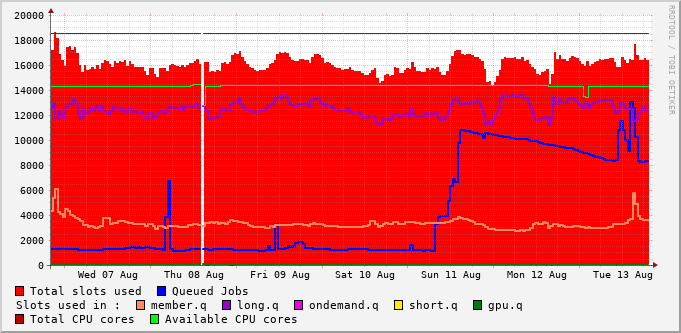 20000
18000
16000
14000
12000
10000
8000
6000
4000
2000
0
Wed 07 Aug Thu 08 Aug Fri 09 Aug Sat 10 Aug Sun 11 Aug Mon 12 Aug Tue 13 Aug
Total slots used Queued Jobs
Slots used in : member.q long.q ondemand.q short.q gpu.q
Total CPU cores Available CPU cores
RRDTOOL / TOBI OETIKER